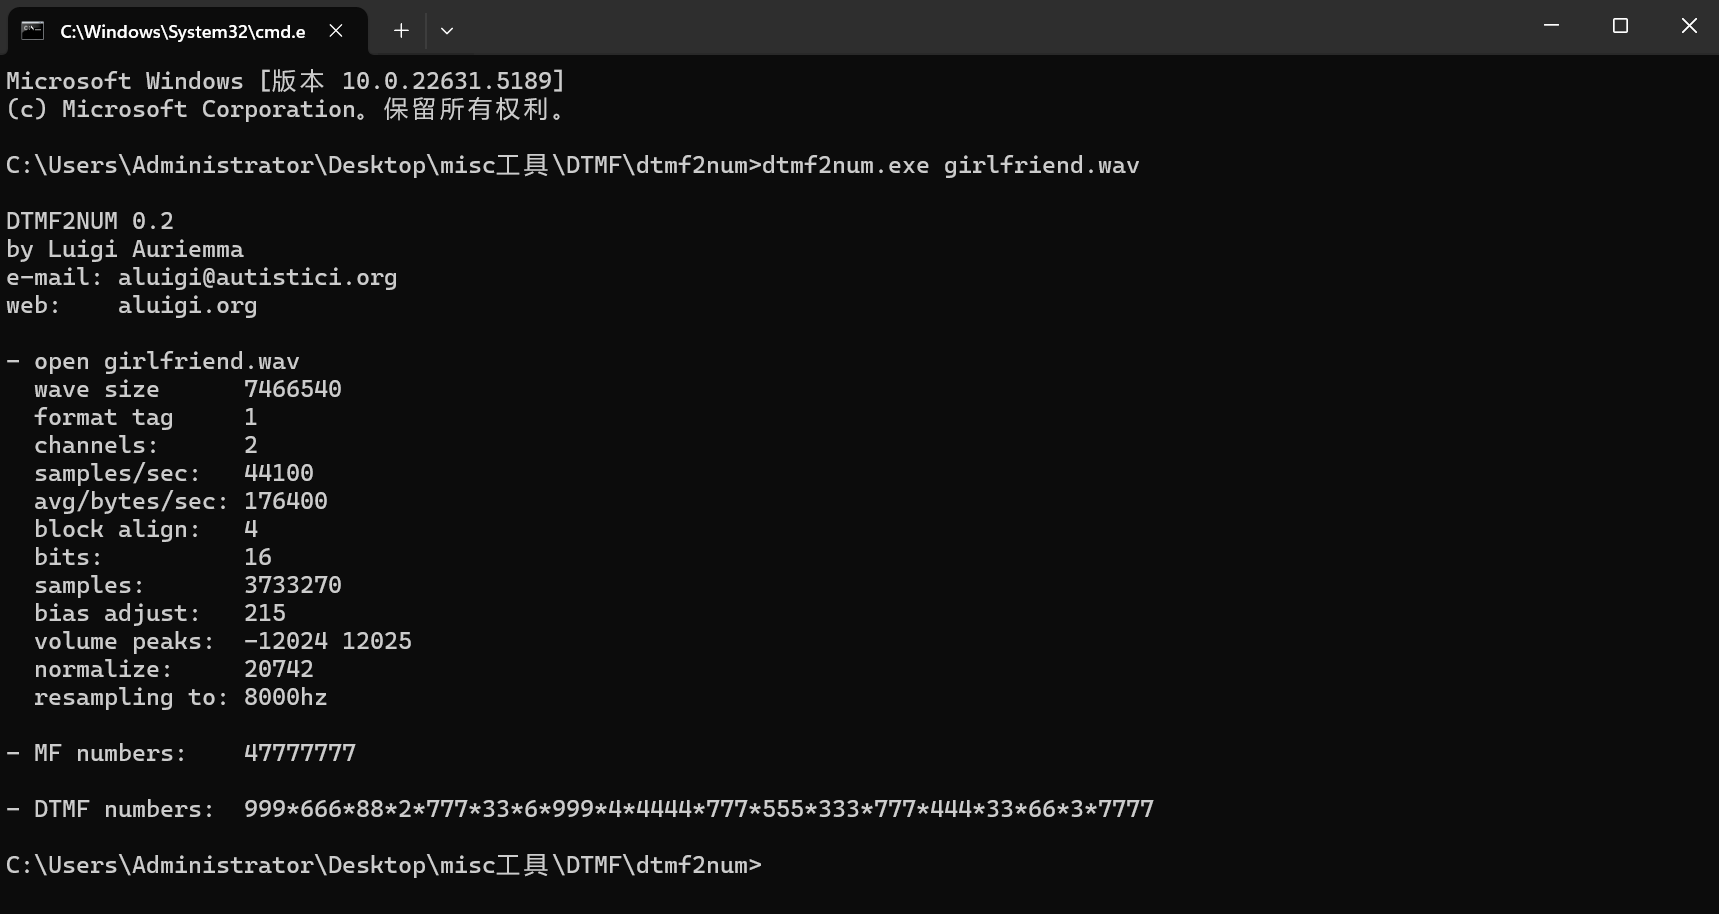 C:\Windows\System32\cmd.e
Microsoft Windows [版本 10.0.22631.5189]
(c) Microsoft Corporation。保留所有权利。
C:\Users\Administrator\Desktop\misc工具\DTMF\dtmf2num>dtmf2num.exe girlfriend.wav
DTMF2NUM 0.2
by Luigi Auriemma
e-mail: aluigi@autistici.org
web:    aluigi.org
- open girlfriend.wav
  wave size      7466540
  format tag     1
  channels:      2
  samples/sec:   44100
  avg/bytes/sec: 176400
  block align:   4
  bits:          16
  samples:       3733270
  bias adjust:   215
  volume peaks:  -12024 12025
  normalize:     20742
  resampling to: 8000hz
- MF numbers:    47777777
- DTMF numbers:  999*666*88*2*777*33*6*999*4*4444*777*555*333*777*444*33*66*3*7777
C:\Users\Administrator\Desktop\misc工具\DTMF\dtmf2num>